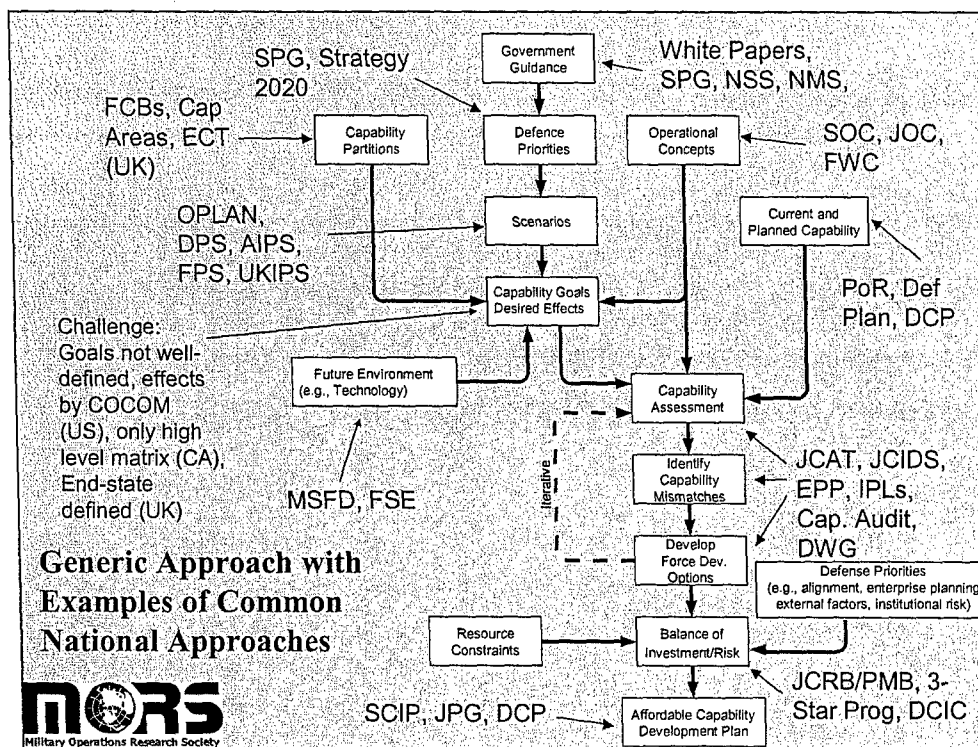 SPG, Strategy
2020
Government
Guidance
White Papers,
SPG, NSS, NMS,
FCBs, Cap
Areas, ECT
(UK)
Capability
Partitions
Defence
Priorities
Operational
Concepts
SOC, JOC,
FWC
OPLAN,
DPS, AIPS,
FPS, UKIPS
Scenarios
Current and
Planned Capability
Capability Goals
Desired Effects
PoR, Def
Plan, DCP
Challenge:
Goals not well-
defined, effects
by COCOM
(US), only high
level matrix (CA),
End-state
defined (UK)
Future Environment
(e.g., Technology)
Capability
Assessment
MSFD, FSE
Iterative
Identify
Capability
Mismatches
JCAT, JCIDS,
EPP, IPLs,
Cap. Audit,
DWG
Develop
Force Dev.
Options
Defense Priorities
(e.g., alignment, enterprise planning
external factors, institutional risk)
Generic Approach with
Examples of Common
National Approaches
Resource
Constraints
Balance of
Investment/Risk
JCRB/PMB, 3-
Star Prog, DCIC
SCIP, JPG, DCP
Affordable Capability
Development Plan
MORS
Military Operations Research Society